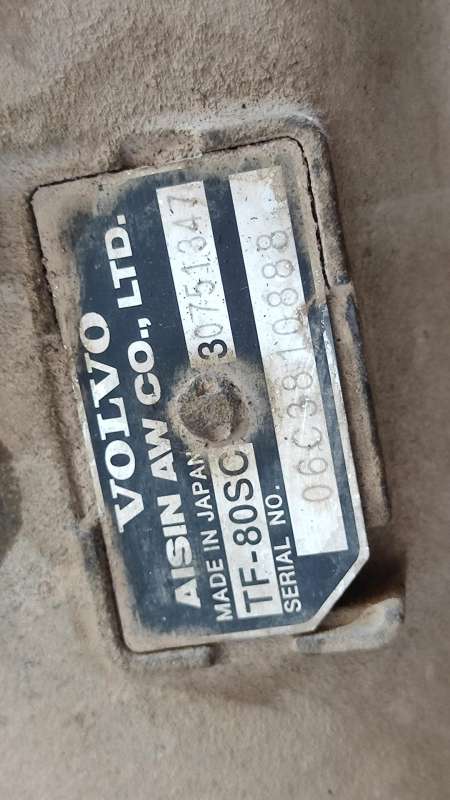 VOLVO
AISIN AW CO., LTD.
MADE IN JAPAN
TF-80SC 30751347
SERIAL NO. 06C3810888